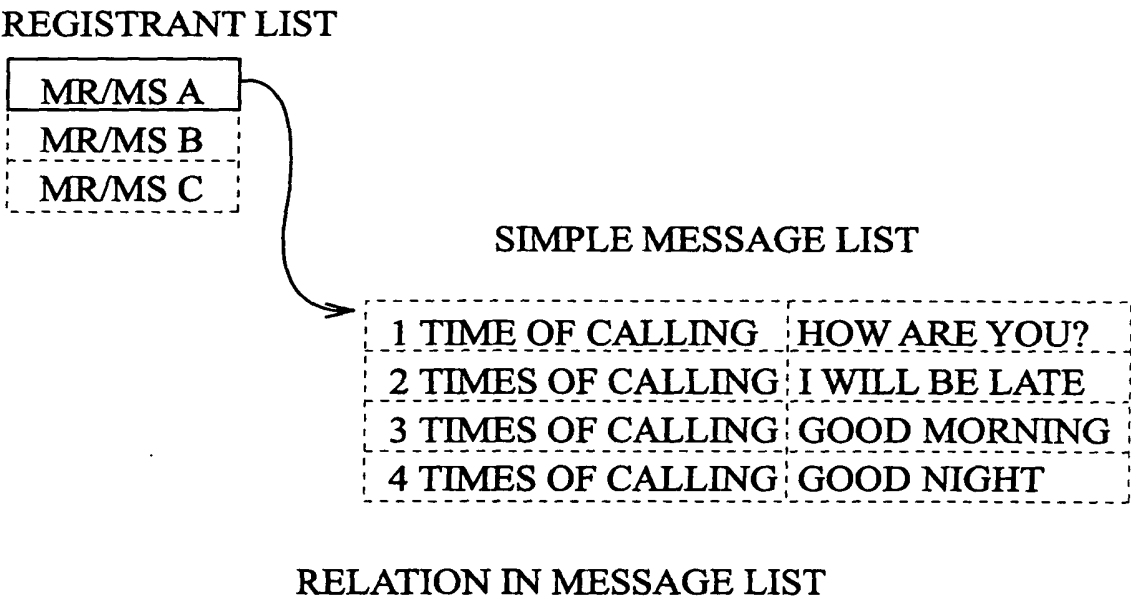 REGISTRANT LIST
MR/MS A
MR/MS B
MR/MS C
SIMPLE MESSAGE LIST
1 TIME OF CALLING HOW ARE YOU?
2 TIMES OF CALLING I WILL BE LATE
3 TIMES OF CALLING GOOD MORNING
4 TIMES OF CALLING GOOD NIGHT
RELATION IN MESSAGE LIST